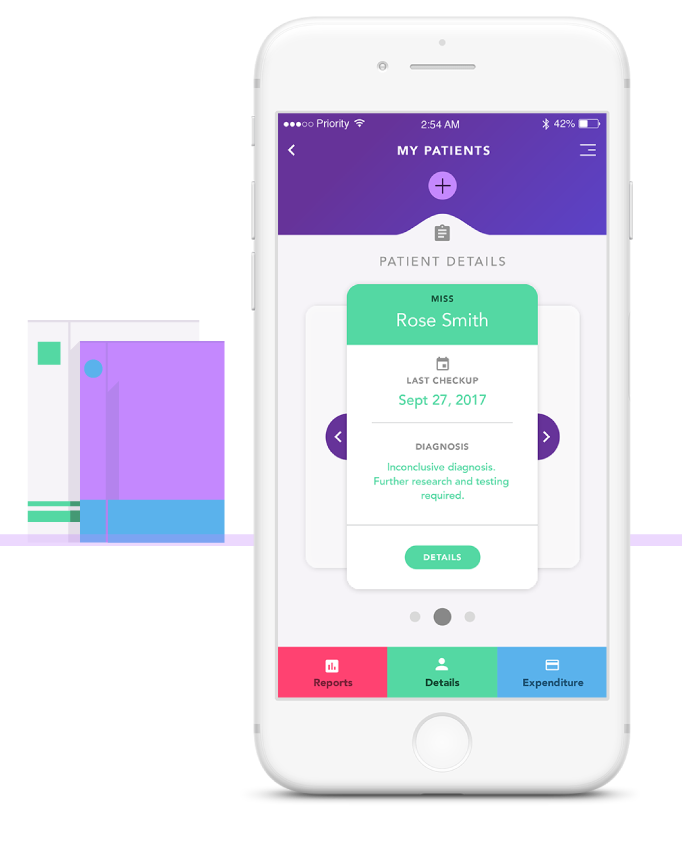 Priority 2:54 AM 42%
MY PATIENTS
PATIENT DETAILS
MISS
Rose Smith
LAST CHECKUP
Sept 27, 2017
DIAGNOSIS
Inconclusive diagnosis.
Further research and testing
required.
DETAILS
Reports Details Expenditure